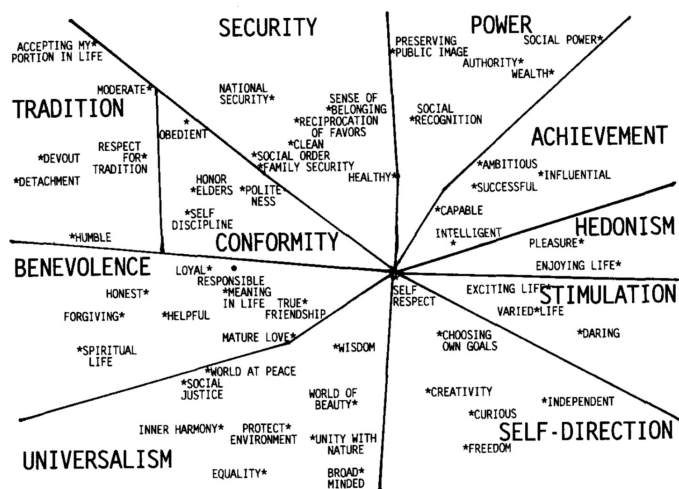 SECURITY
POWER
ACCEPTING MY*
PORTION IN LIFE
PRESERVING
*PUBLIC IMAGE
SOCIAL POWER*
AUTHORITY*
WEALTH*
MODERATE*
NATIONAL
SECURITY*
SENSE OF
*BELONGING
*RECIPROCATION
OF FAVORS
SOCIAL
*RECOGNITION
TRADITION
*OBEDIENT
*CLEAN
*SOCIAL ORDER
*FAMILY SECURITY
HEALTHY*
ACHIEVEMENT
*DEVOUT
RESPECT
FOR*
TRADITION
*DETACHMENT
HONOR
*ELDERS
*POLITE-
NESS
*SELF
DISCIPLINE
*AMBITIOUS
*INFLUENTIAL
*SUCCESSFUL
*CAPABLE
*HUMBLE
CONFORMITY
INTELLIGENT
*
HEDONISM
PLEASURE*
ENJOYING LIFE*
BENEVOLENCE
LOYAL*
RESPONSIBLE
*MEANING
IN LIFE
HONEST*
TRUE*
FRIENDSHIP
FORGIVING*
*HELPFUL
MATURE LOVE*
*SPIRITUAL
LIFE
*SELF
RESPECT
EXCITING LIFE*
STIMULATION
VARIED*LIFE
*DARING
*CHOOSING
OWN GOALS
*WISDOM
*WORLD AT PEACE
*SOCIAL
JUSTICE
WORLD OF
BEAUTY*
*CREATIVITY
*INDEPENDENT
*CURIOUS
SELF-DIRECTION
*FREEDOM
INNER HARMONY*
PROTECT*
ENVIRONMENT
*UNITY WITH
NATURE
UNIVERSALISM
EQUALITY*
BROAD*
MINDED